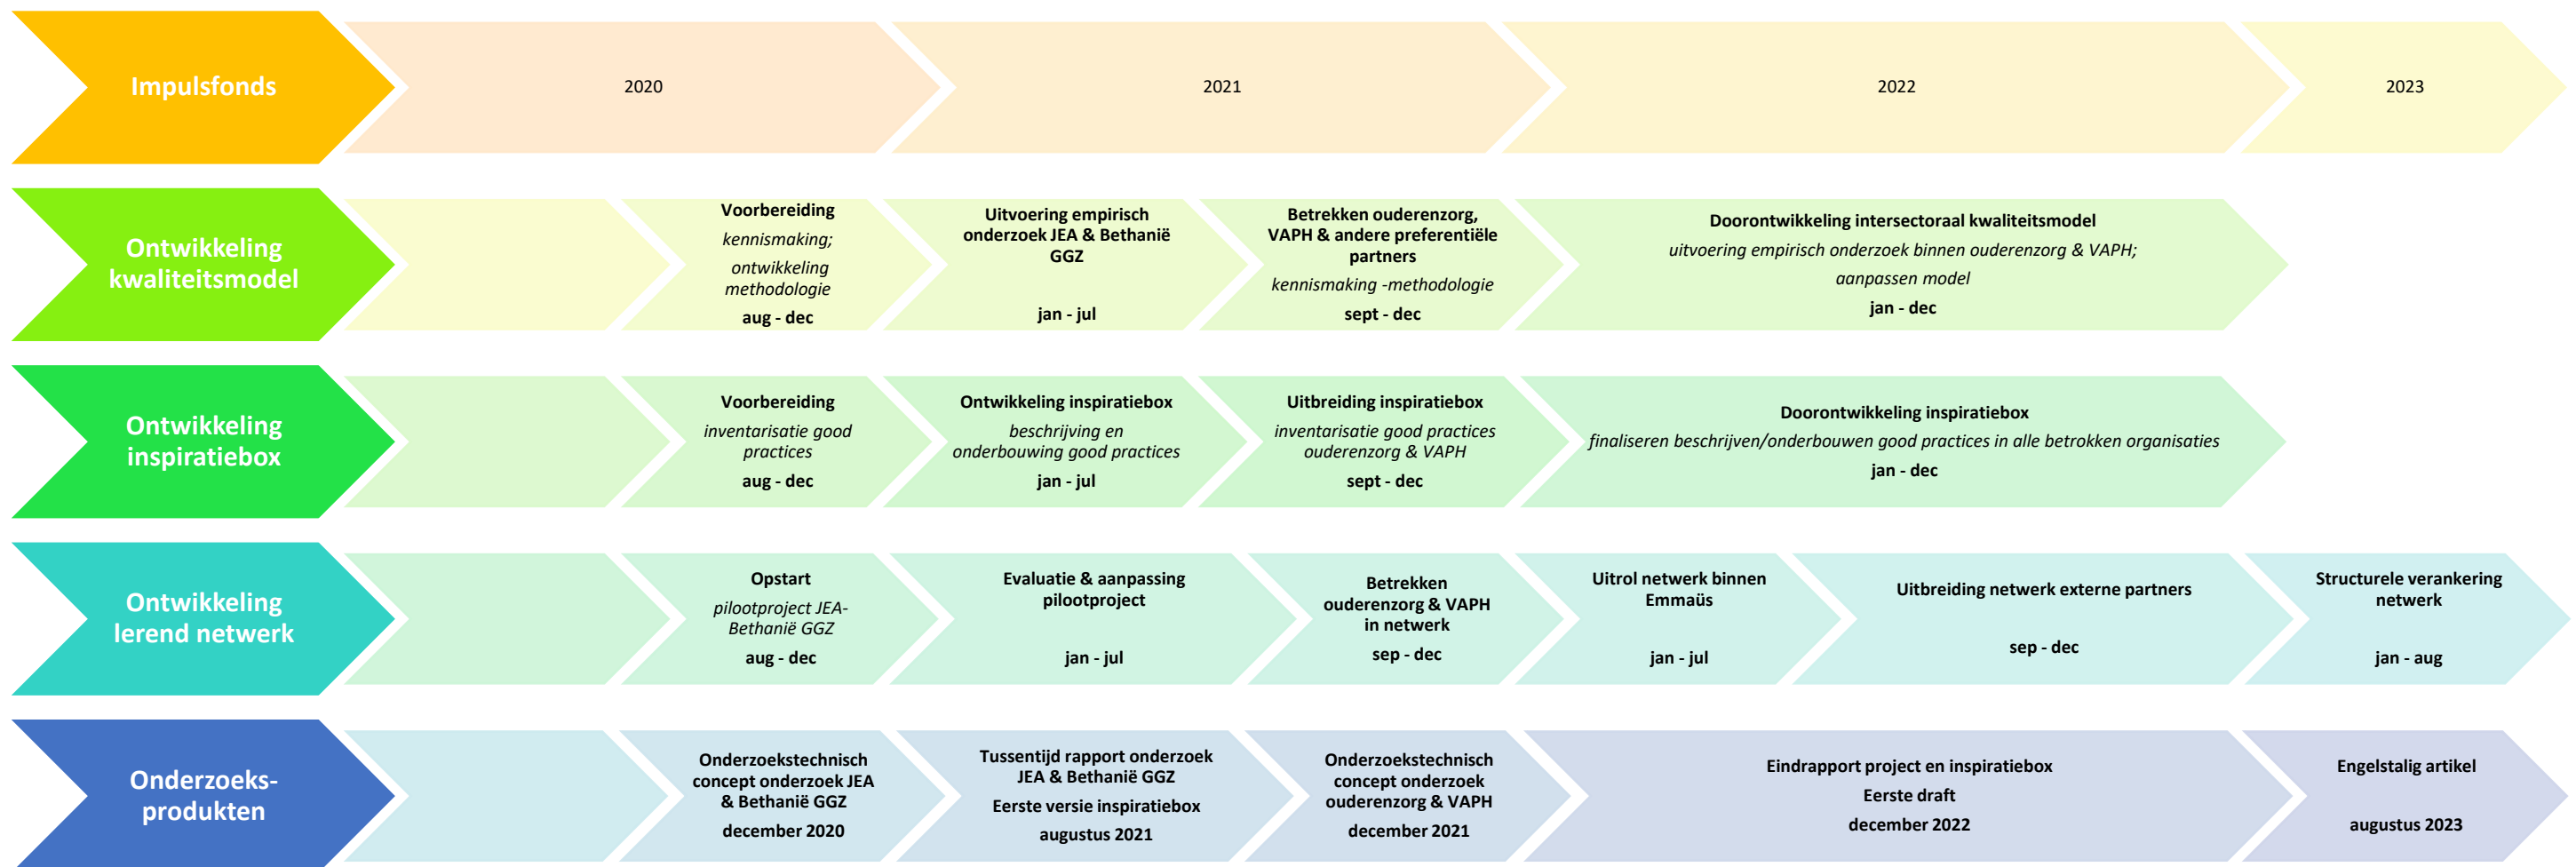 Impulsfonds
2020
2021
2022
2023
Ontwikkeling
kwaliteitsmodel
Voorbereiding
kennismaking;
ontwikkeling
methodologie
aug - dec
Uitvoering empirisch
onderzoek JEA & Bethanië
GGZ
jan - jul
Betrekken ouderenzorg,
VAPH & andere preferentiële
partners
kennismaking -methodologie
sept - dec
Doorontwikkeling intersectoraal kwaliteitsmodel
uitvoering empirisch onderzoek binnen ouderenzorg & VAPH;
aanpassen model
jan - dec
Ontwikkeling
inspiratiebox
Voorbereiding
inventarisatie good
practices
aug - dec
Ontwikkeling inspiratiebox
beschrijving en
onderbouwing good practices
jan - jul
Uitbreiding inspiratiebox
inventarisatie good practices
ouderenzorg & VAPH
sept - dec
Doorontwikkeling inspiratiebox
finaliseren beschrijven/onderbouwen good practices in alle betrokken organisaties
jan - dec
Ontwikkeling
lerend netwerk
Opstart
pilootproject JEA-
Bethanië GGZ
aug - dec
Evaluatie & aanpassing
pilootproject
jan - jul
Betrekken
ouderenzorg & VAPH
in netwerk
sep - dec
Uitrol netwerk binnen
Emmaüs
jan - jul
Uitbreiding netwerk externe partners
sep - dec
Structurele verankering
netwerk
jan - aug
Onderzoeks-
produkten
Onderzoekstechnisch
concept onderzoek JEA
& Bethanië GGZ
december 2020
Tussentijd rapport onderzoek
JEA & Bethanië GGZ
Eerste versie inspiratiebox
augustus 2021
Onderzoekstechnisch
concept onderzoek
ouderenzorg & VAPH
december 2021
Eindrapport project en inspiratiebox
Eerste draft
december 2022
Engelstalig artikel
augustus 2023